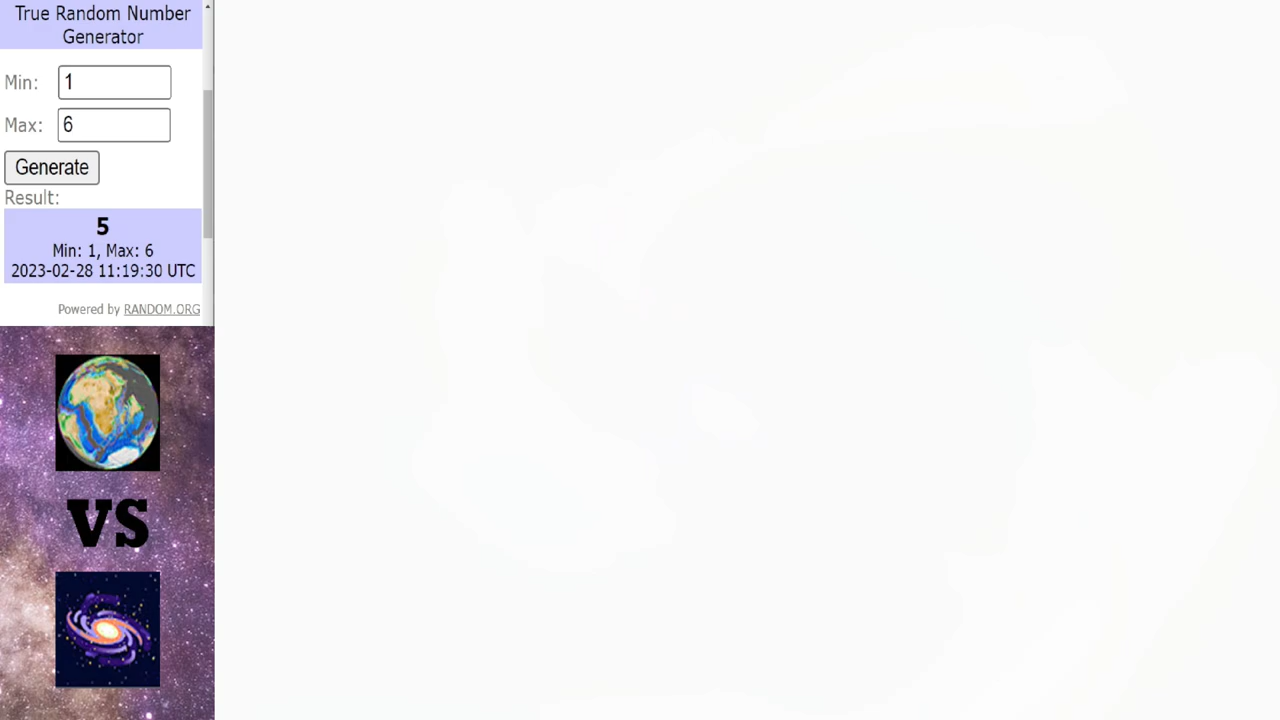 True Random Number
Generator
Min: 1
Max: 6
Generate
Result:
5
Min: 1, Max: 6
2023-02-28 11:19:30 UTC
Powered by RANDOM.ORG
VS